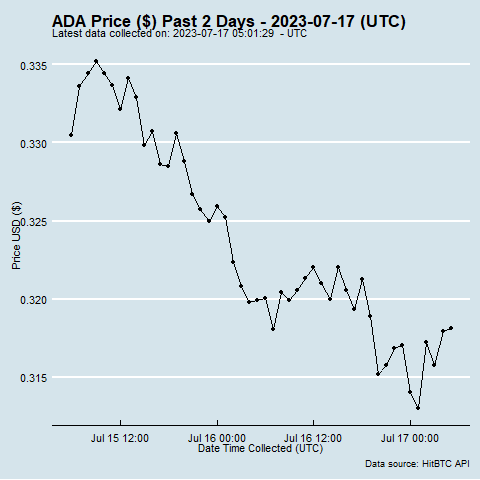 ADA Price ($) Past 2 Days - 2023-07-17 (UTC)
Latest data collected on: 2023-07-17 05:01:29 - UTC
0.335
0.330
0.325
0.320
0.315
Price USD ($)
Jul 15 12:00
Jul 16 00:00
Jul 16 12:00
Jul 17 00:00
Date Time Collected (UTC)
Data source: HitBTC API